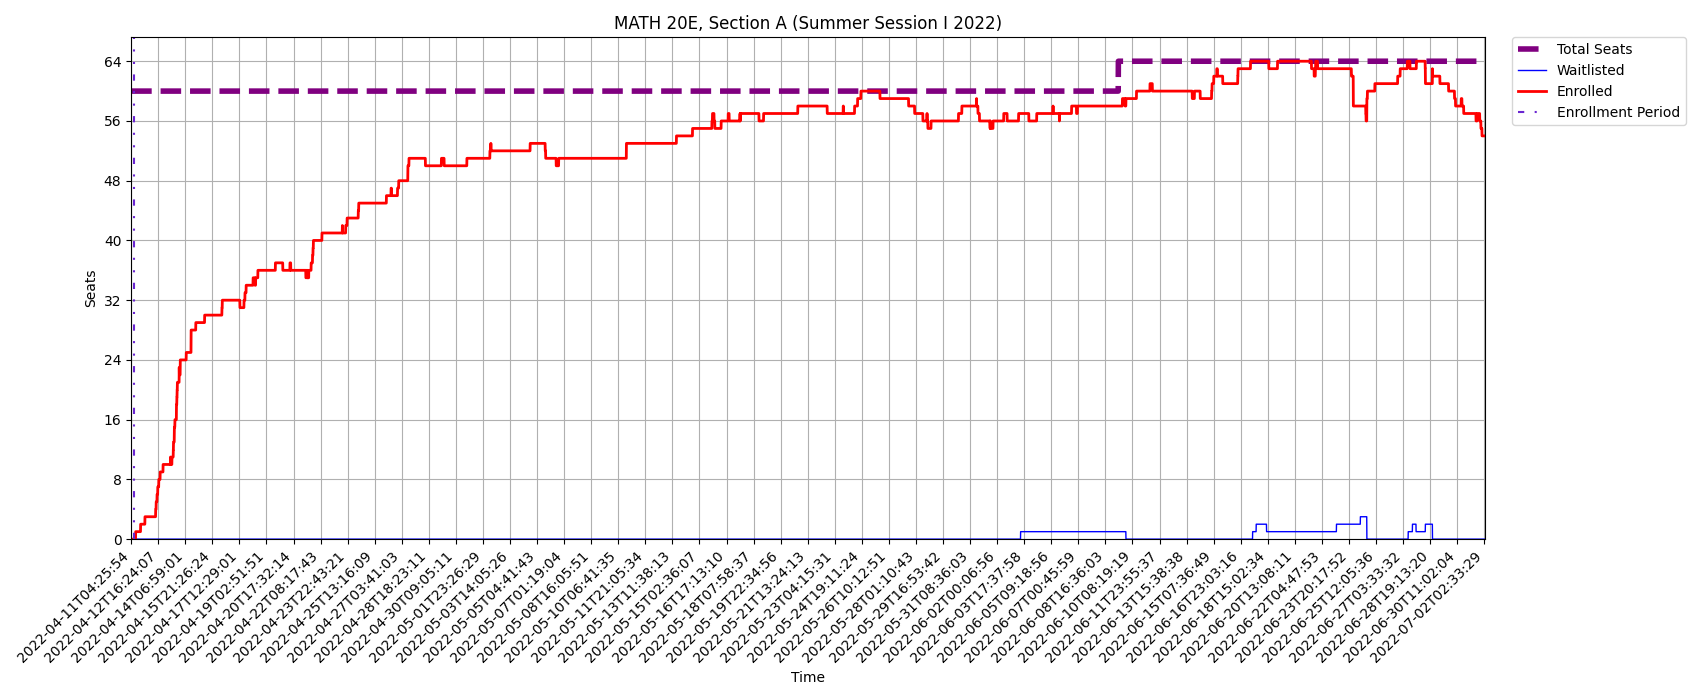 MATH 20E, Section A (Summer Session I 2022)
Total Seats
Waitlisted
Enrolled
Enrollment Period
Seats
64
56
48
40
32
24
16
8
0
2022-04-11T04:25:54
2022-04-12T16:24:07
2022-04-14T06:59:01
2022-04-15T21:26:24
2022-04-17T12:29:01
2022-04-19T02:51:51
2022-04-20T17:32:14
2022-04-22T08:17:43
2022-04-23T22:43:21
2022-04-25T13:16:09
2022-04-27T03:41:03
2022-04-28T18:23:11
2022-04-30T09:05:11
2022-05-01T23:26:29
2022-05-03T14:05:26
2022-05-05T04:41:43
2022-05-07T01:19:04
2022-05-08T16:05:51
2022-05-10T06:41:35
2022-05-11T21:05:34
2022-05-13T11:38:13
2022-05-15T02:36:07
2022-05-16T17:13:10
2022-05-18T07:58:37
2022-05-19T22:34:56
2022-05-21T13:24:13
2022-05-23T04:15:31
2022-05-24T19:11:24
2022-05-26T10:12:51
2022-05-28T01:10:43
2022-05-29T16:53:42
2022-05-31T08:36:03
2022-06-02T00:06:56
2022-06-03T17:37:58
2022-06-05T09:18:56
2022-06-07T00:45:59
2022-06-08T16:36:03
2022-06-10T08:19:19
2022-06-11T23:55:37
2022-06-13T15:38:38
2022-06-15T07:36:49
2022-06-16T23:03:16
2022-06-18T15:02:34
2022-06-20T13:08:11
2022-06-22T04:47:53
2022-06-23T20:17:52
2022-06-25T12:05:36
2022-06-27T03:33:32
2022-06-28T19:13:20
2022-06-30T11:02:04
2022-07-02T02:33:29
Time